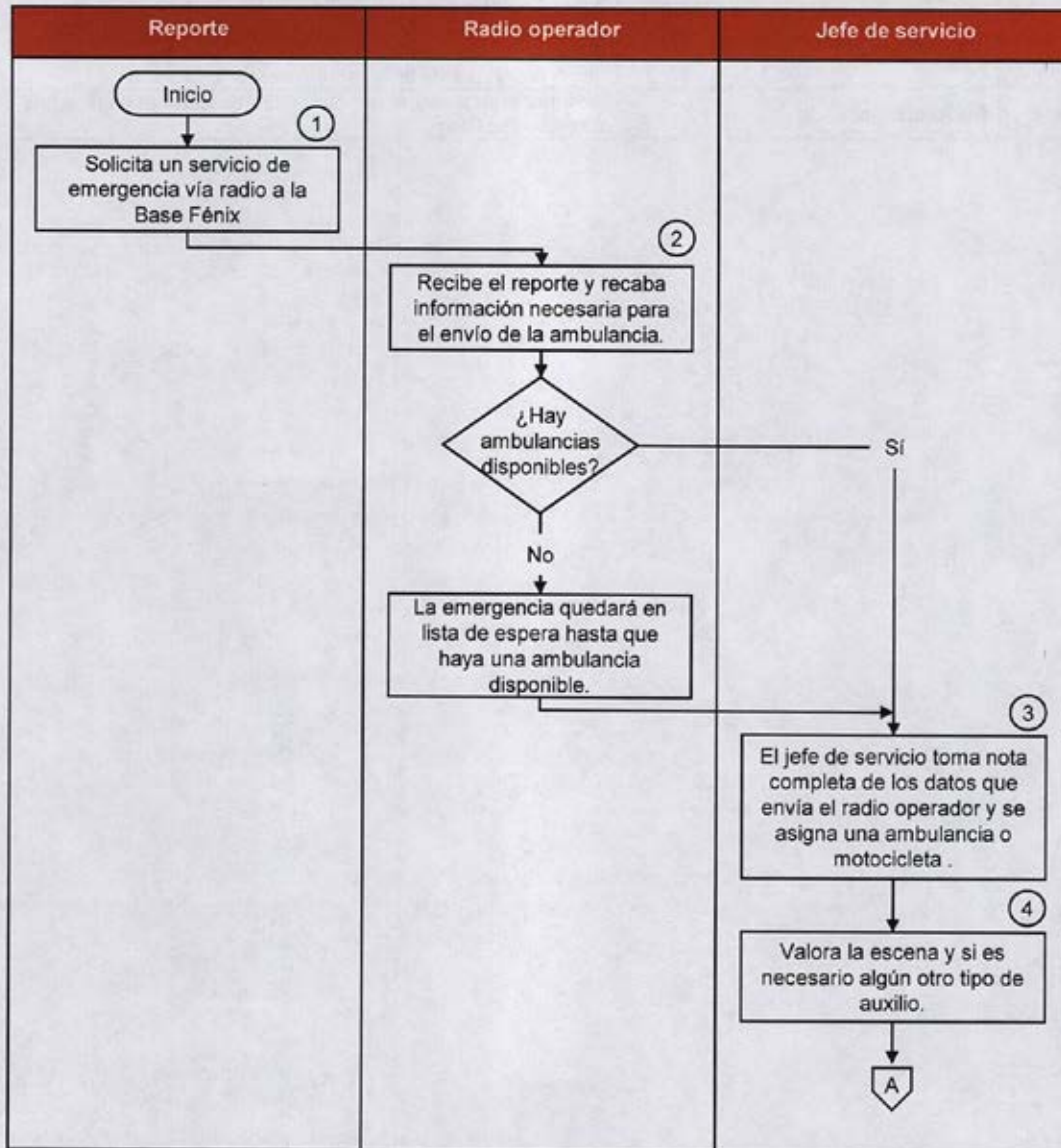 Reporte
Radio operador
Jefe de servicio
Inicio
1
Solicita un servicio de
emergencia vía radio a la
Base Fénix
2
Recibe el reporte y recaba
información necesaria para
el envío de la ambulancia.
¿Hay
ambulancias
disponibles?
Sí
No
La emergencia quedará en
lista de espera hasta que
haya una ambulancia
disponible.
3
El jefe de servicio toma nota
completa de los datos que
envía el radio operador y se
asigna una ambulancia o
motocicleta .
4
Valora la escena y si es
necesario algún otro tipo de
auxilio.
A